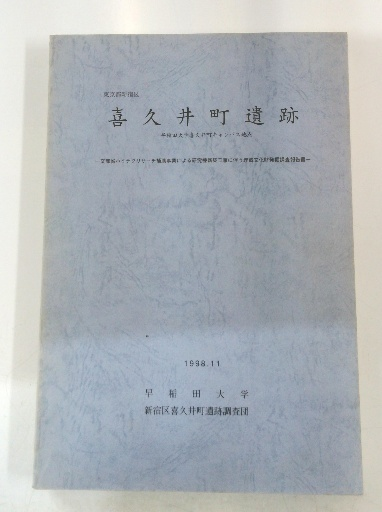 東京都新宿区
喜久井町遺跡
早稲田大学喜久井町キャンパス地点
1998.11
早稲田大学
新宿区喜久井町遺跡調査団